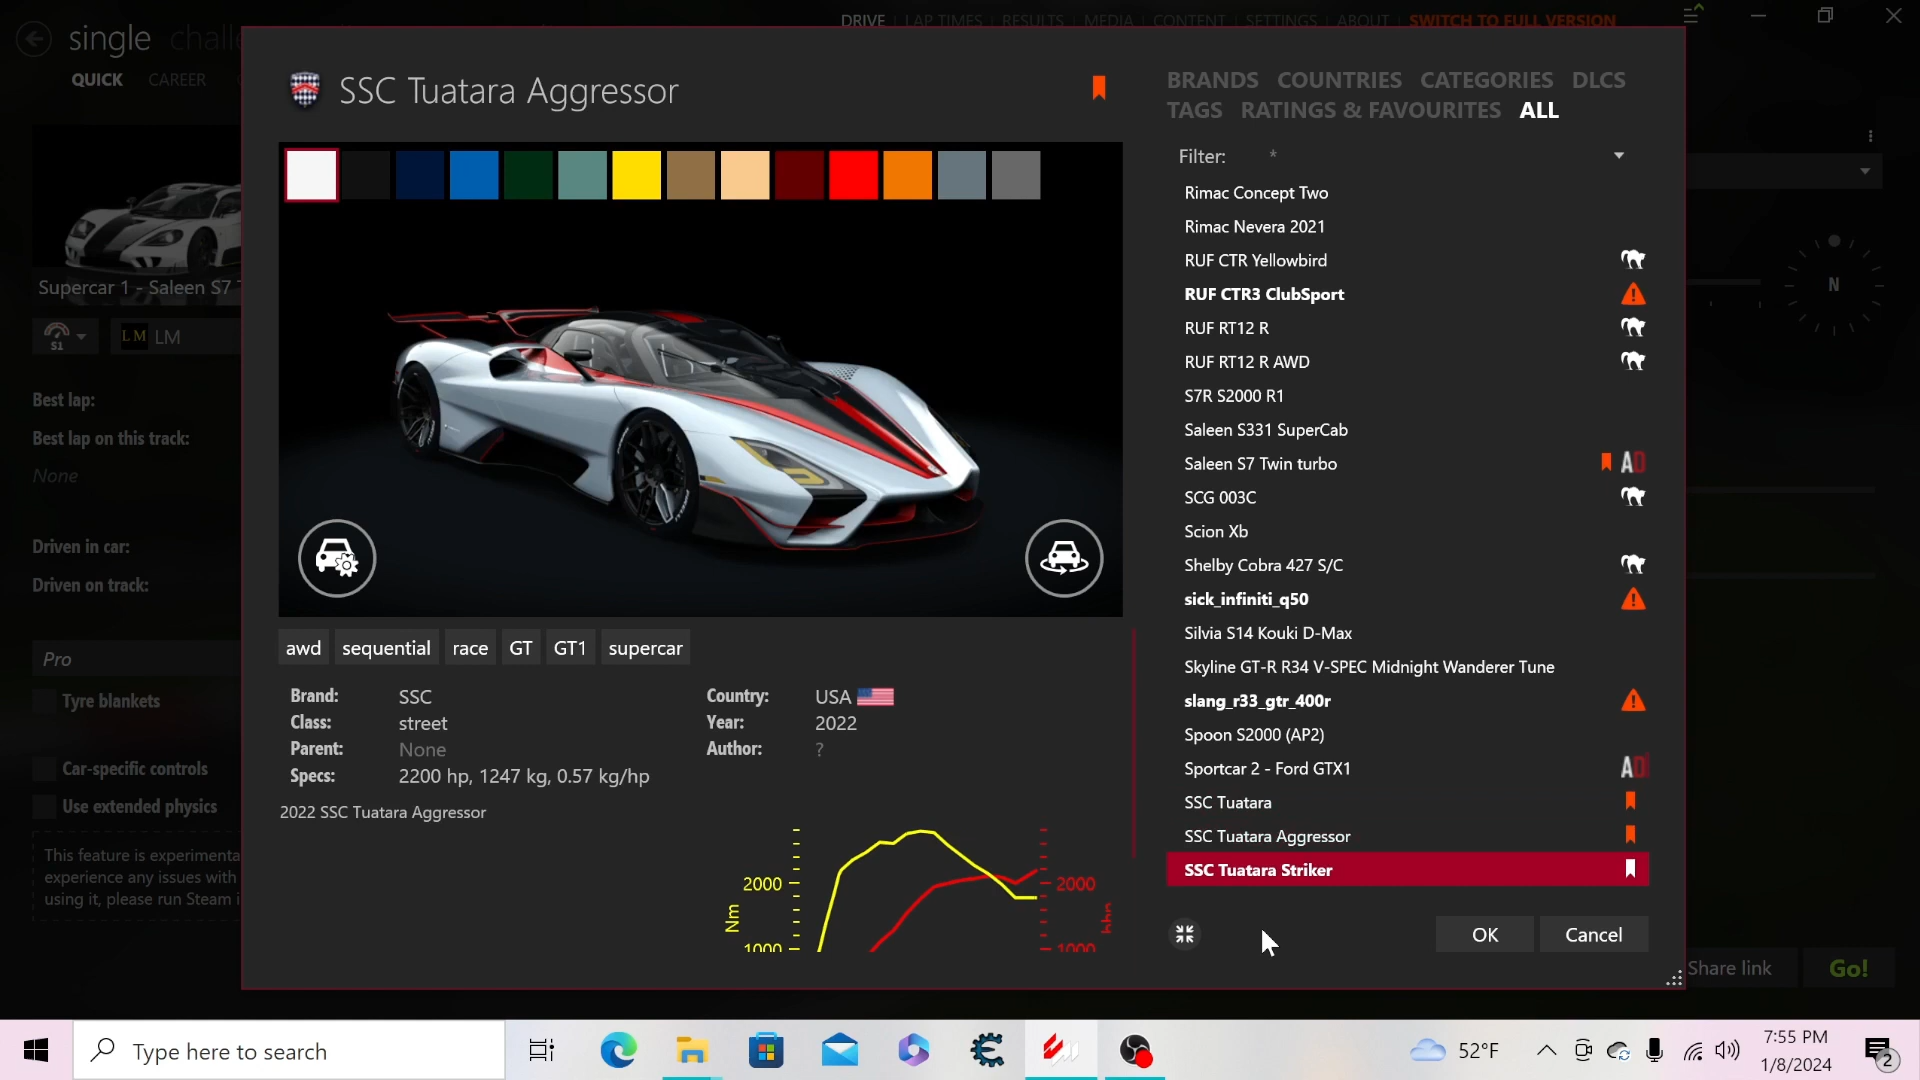 single challe
DRIVE | LAP TIMES | RESULTS | MEDIA | CONTENT | SETTINGS | ABOUT | SWITCH TO FULL VERSION
QUICK CAREER
SSC Tuatara Aggressor
BRANDS COUNTRIES CATEGORIES DLCS
TAGS RATINGS & FAVOURITES ALL
Filter: *
Rimac Concept Two
Rimac Nevera 2021
RUF CTR Yellowbird
RUF CTR3 ClubSport
RUF RT12 R
RUF RT12 R AWD
S7R S2000 R1
Saleen S331 SuperCab
Saleen S7 Twin turbo
AD
SCG 003C
Scion Xb
Shelby Cobra 427 S/C
sick_infiniti_q50
Silvia S14 Kouki D-Max
Skyline GT-R R34 V-SPEC Midnight Wanderer Tune
slang_r33_gtr_400r
Spoon S2000 (AP2)
Sportcar 2 - Ford GTX1
AD
SSC Tuatara
SSC Tuatara Aggressor
SSC Tuatara Striker
OK Cancel
N
Supercar 1 - Saleen S7 T
S1
LM LM
Best lap:
Best lap on this track:
None
Driven in car:
Driven on track:
Pro
Tyre blankets
Car-specific controls
Use extended physics
This feature is experimenta
experience any issues with
using it, please run Steam i
awd sequential race GT GT1 supercar
Brand: SSC
Class: street
Parent: None
Specs: 2200 hp, 1247 kg, 0.57 kg/hp
Country: USA
Year: 2022
Author: ?
2022 SSC Tuatara Aggressor
2000
1000
Nm
2000
1000
Share link
Go!
Type here to search
52°F
7:55 PM
1/8/2024
2